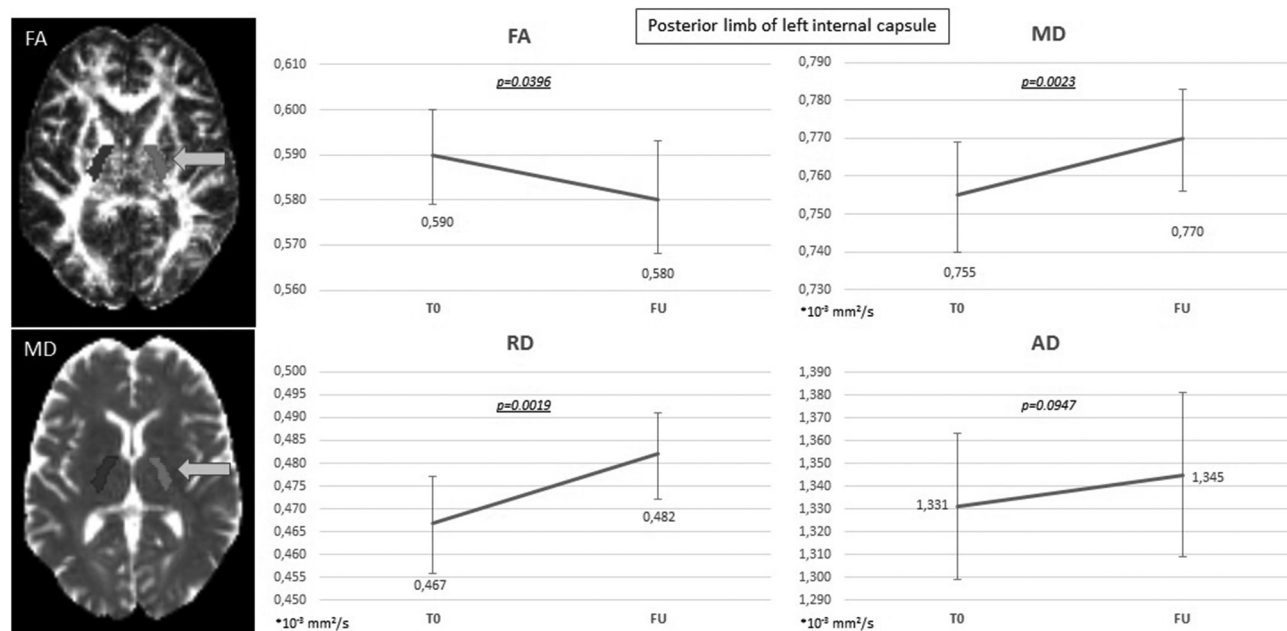 Posterior limb of left internal capsule
FA
FA
0,610
0,600
0,590
0,580
0,570
0,560
p=0.0396
0,590
0,580
T0
FU
MD
0,790
0,780
0,770
0,760
0,750
0,740
0,730
p=0.0023
0,755
0,770
*10⁻³ mm²/s
T0
FU
MD
RD
0,500
0,495
0,490
0,485
0,480
0,475
0,470
0,465
0,460
0,455
0,450
p=0.0019
0,467
0,482
*10⁻³ mm²/s
T0
FU
AD
1,390
1,380
1,370
1,360
1,350
1,340
1,330
1,320
1,310
1,300
1,290
p=0.0947
1,331
1,345
*10⁻³ mm²/s
T0
FU